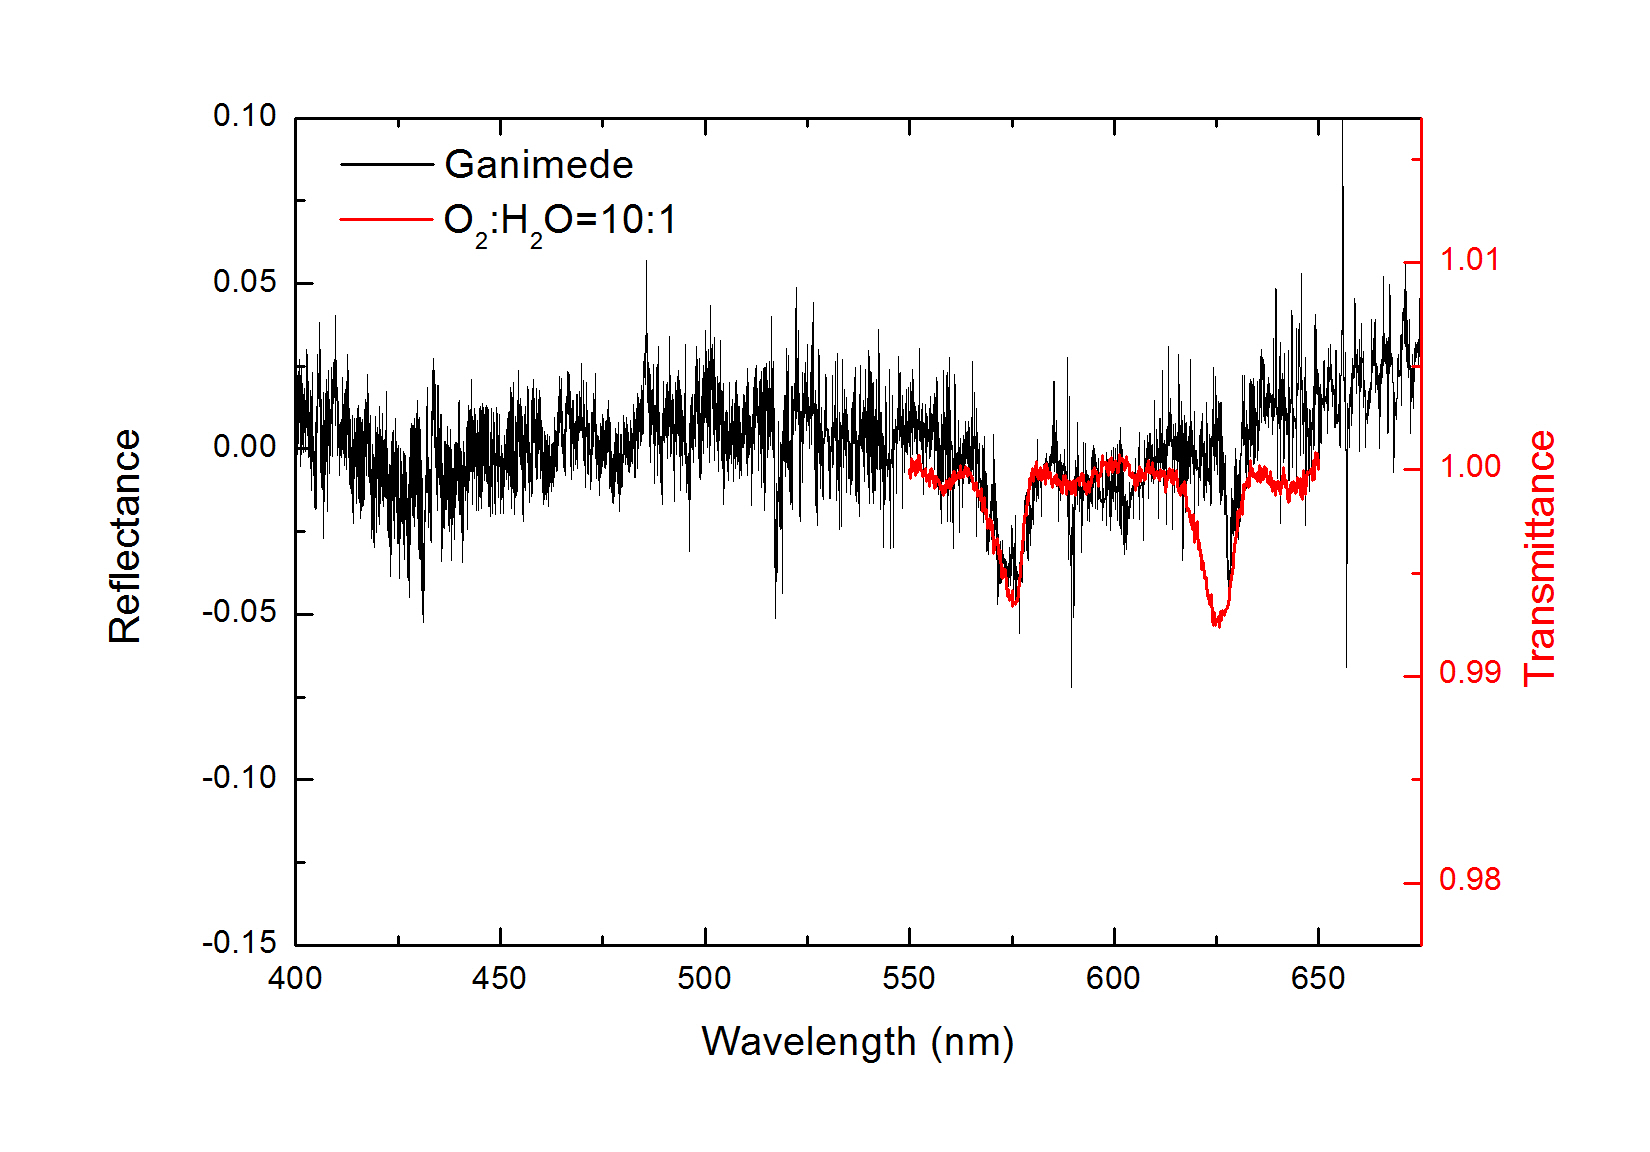 0.10
0.05
0.00
-0.05
-0.10
-0.15
Reflectance
Ganimede
O₂:H₂O=10:1
1.01
1.00
0.99
0.98
Transmittance
400 450 500 550 600 650
Wavelength (nm)